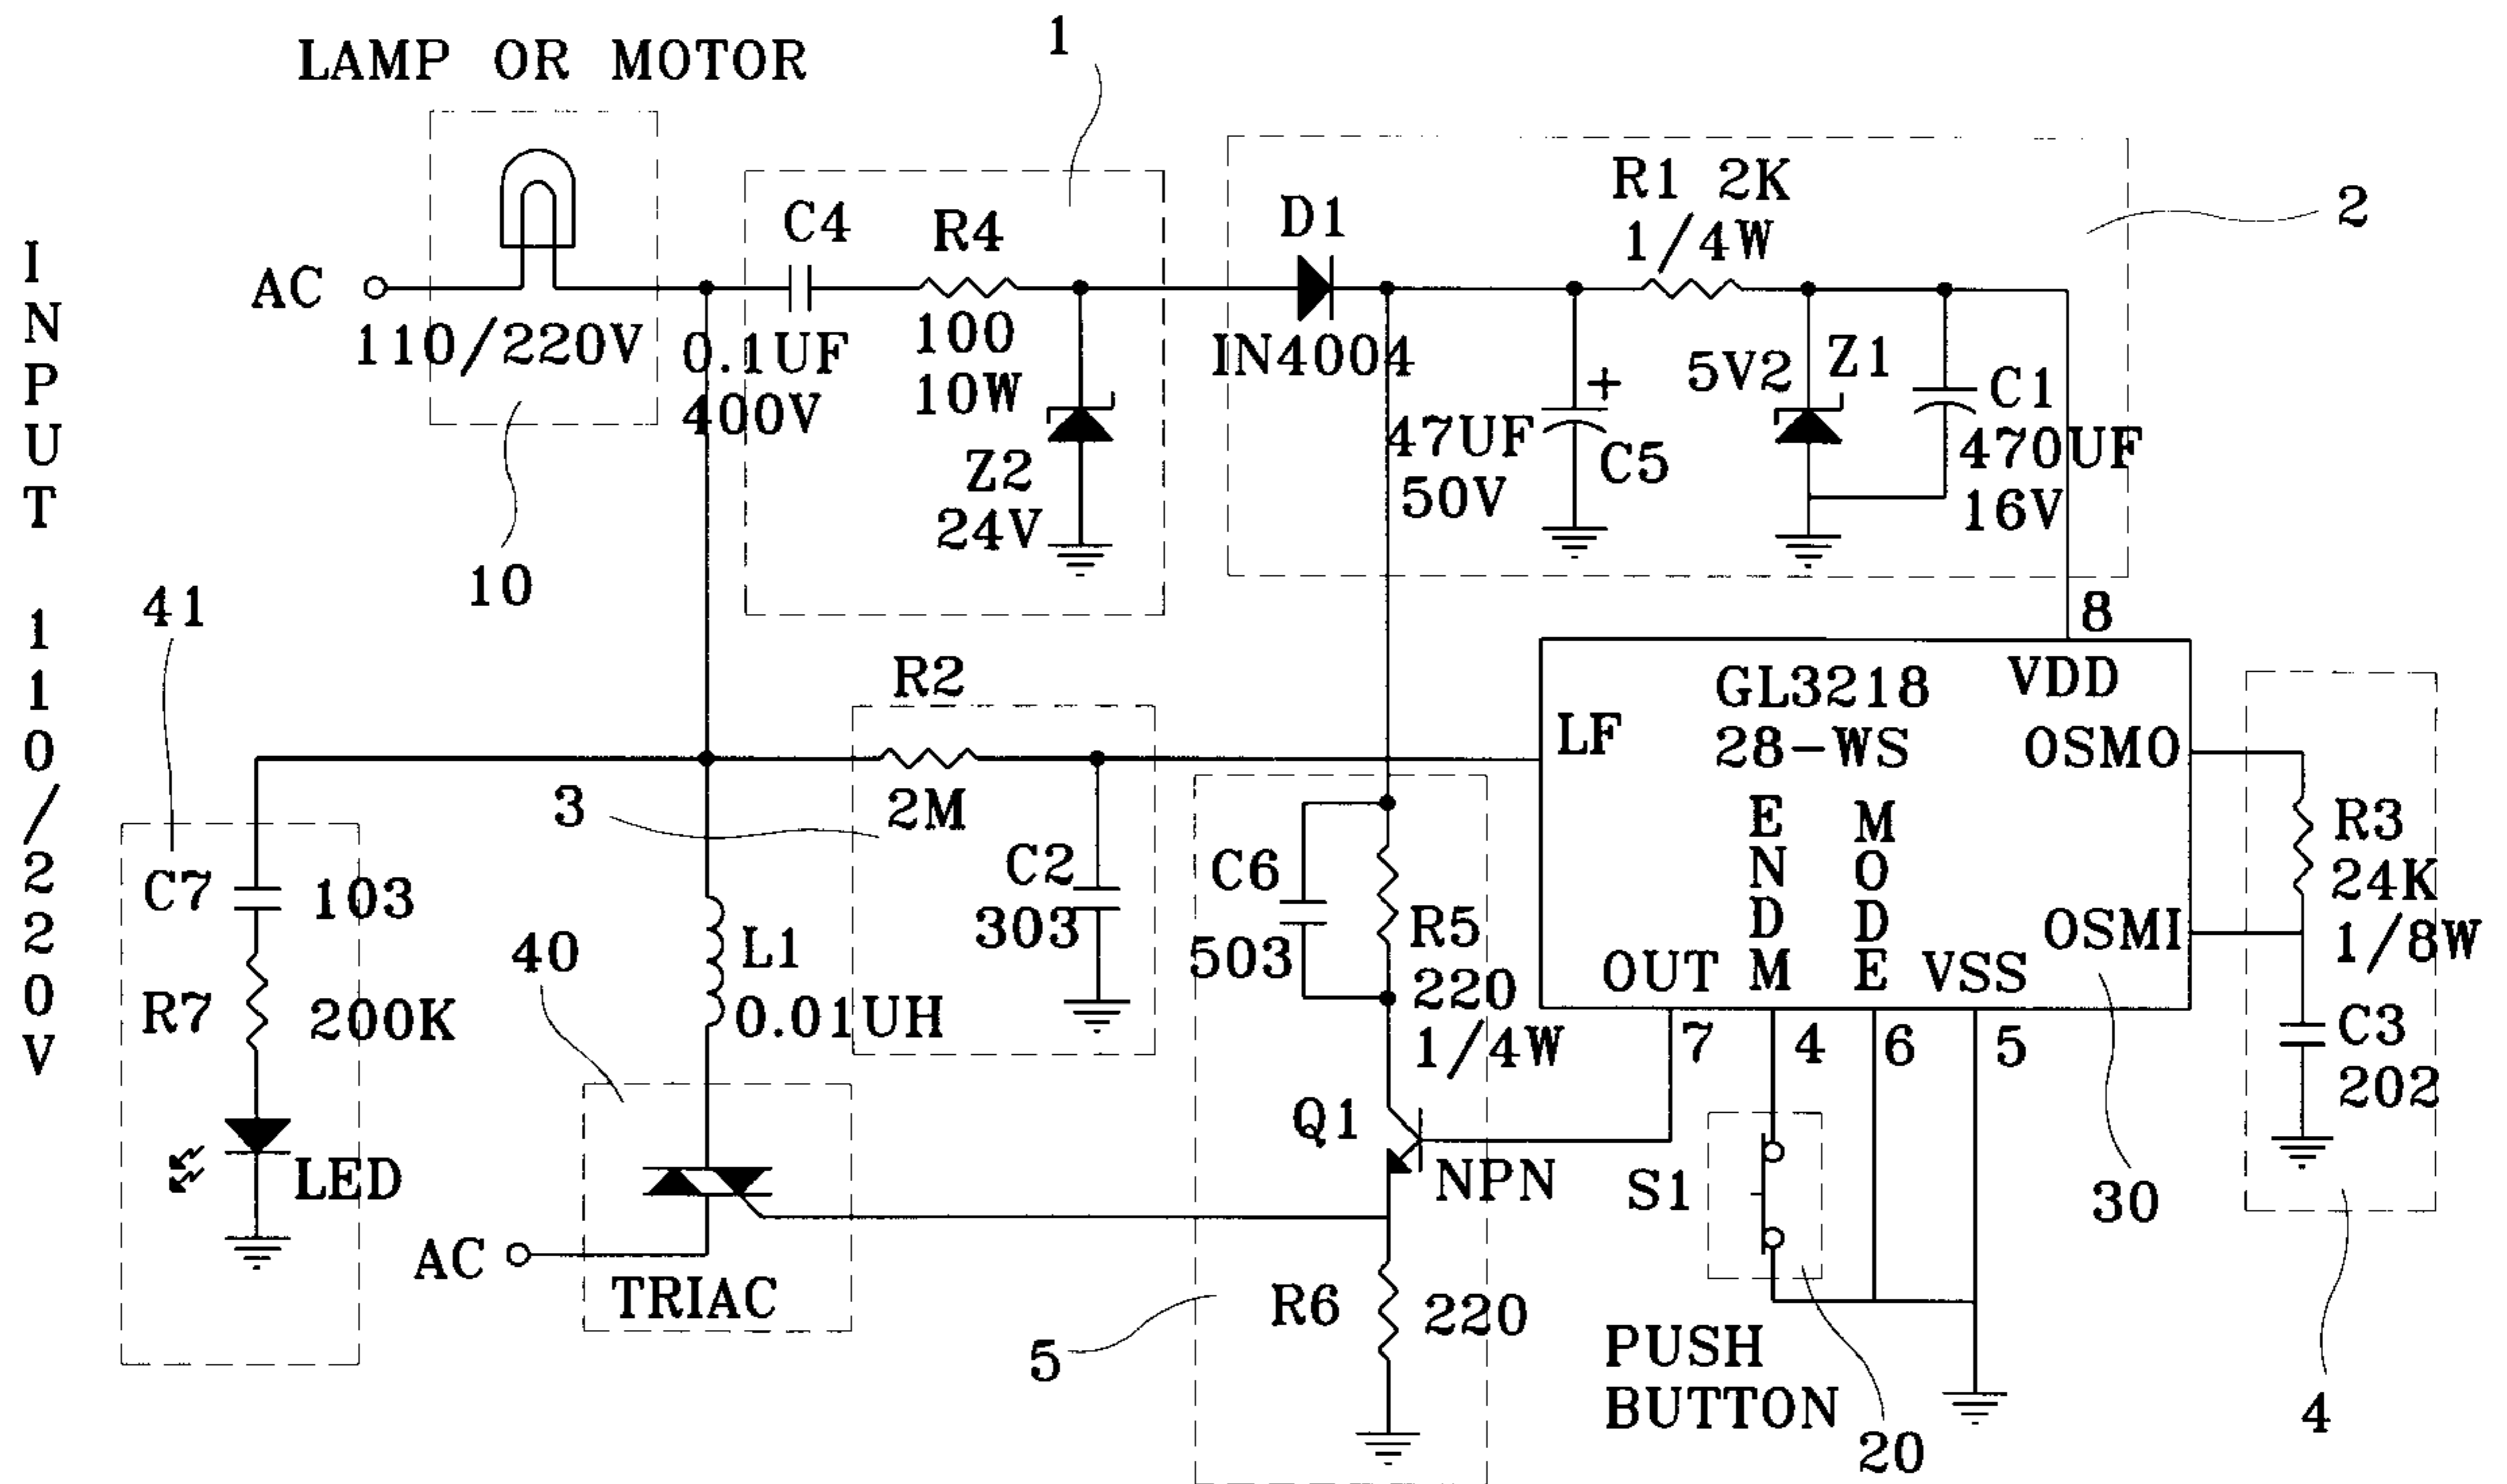 LAMP OR MOTOR
1
INPUT 110/220V
AC
110/220V
10
C4
0.1UF
400V
R4
100
10W
Z2
24V
D1
IN4004
R1 2K
1/4W
2
47UF
50V
+
C5
5V2
Z1
C1
470UF
16V
8
41
R2
2M
3
C2
303
C7
103
R7
200K
LED
40
L1
0.01UH
AC
TRIAC
C6
503
R5
220
1/4W
Q1
NPN
R6
220
5
GL3218
28-WS
VDD
LF
OSMO
ENDM
MODE
OSMI
OUT
VSS
7
4
6
5
S1
PUSH
BUTTON
20
30
R3
24K
1/8W
C3
202
4